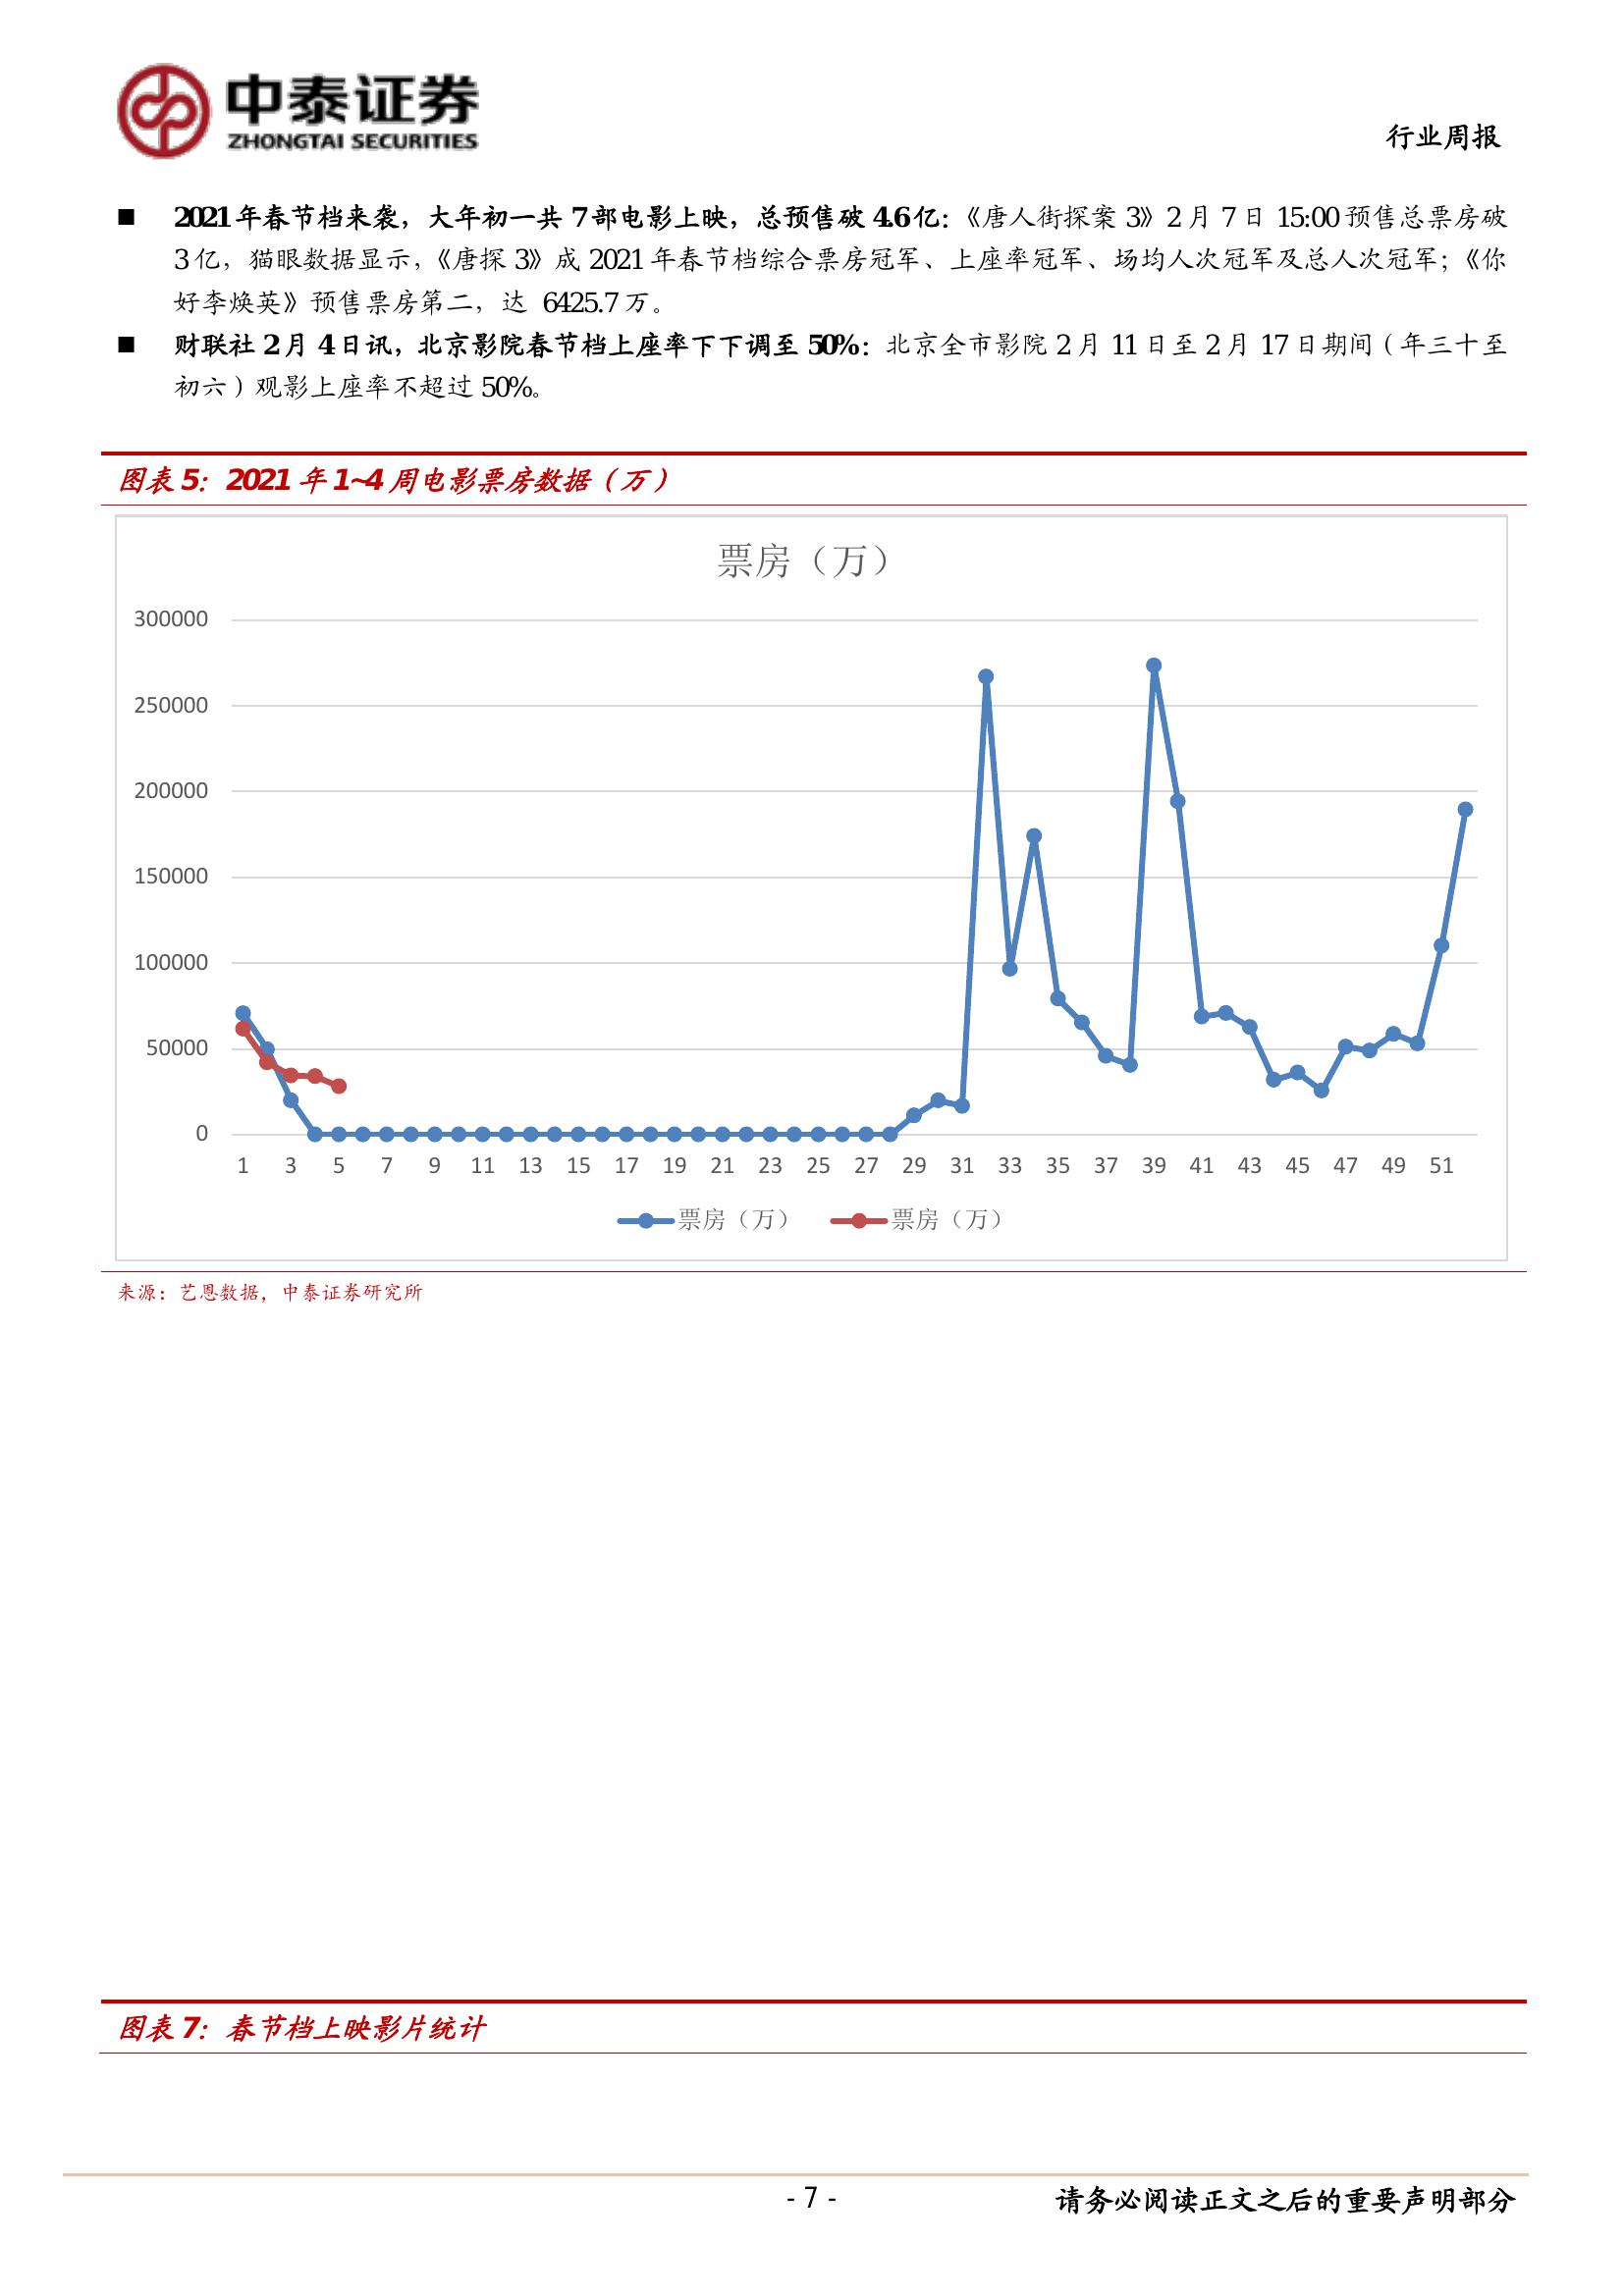 中泰证券
ZHONGTAI SECURITIES
行业周报
■ 2021年春节档来袭，大年初一共7部电影上映，总预售破4.6亿：《唐人街探案3》2月7日 15:00预售总票房破
3亿，猫眼数据显示，《唐探3》成2021年春节档综合票房冠军、上座率冠军、场均人次冠军及总人次冠军；《你
好李焕英》预售票房第二，达 6425.7万。
■ 财联社2月4日讯，北京影院春节档上座率下下调至50%：北京全市影院2月11日至2月17日期间（年三十至
初六）观影上座率不超过50%。
图表5：2021年1~4周电影票房数据（万）
票房（万）
300000
250000
200000
150000
100000
50000
0
1 3 5 7 9 11 13 15 17 19 21 23 25 27 29 31 33 35 37 39 41 43 45 47 49 51
票房（万） 票房（万）
来源：艺恩数据，中泰证券研究所
图表7：春节档上映影片统计
- 7 -
请务必阅读正文之后的重要声明部分